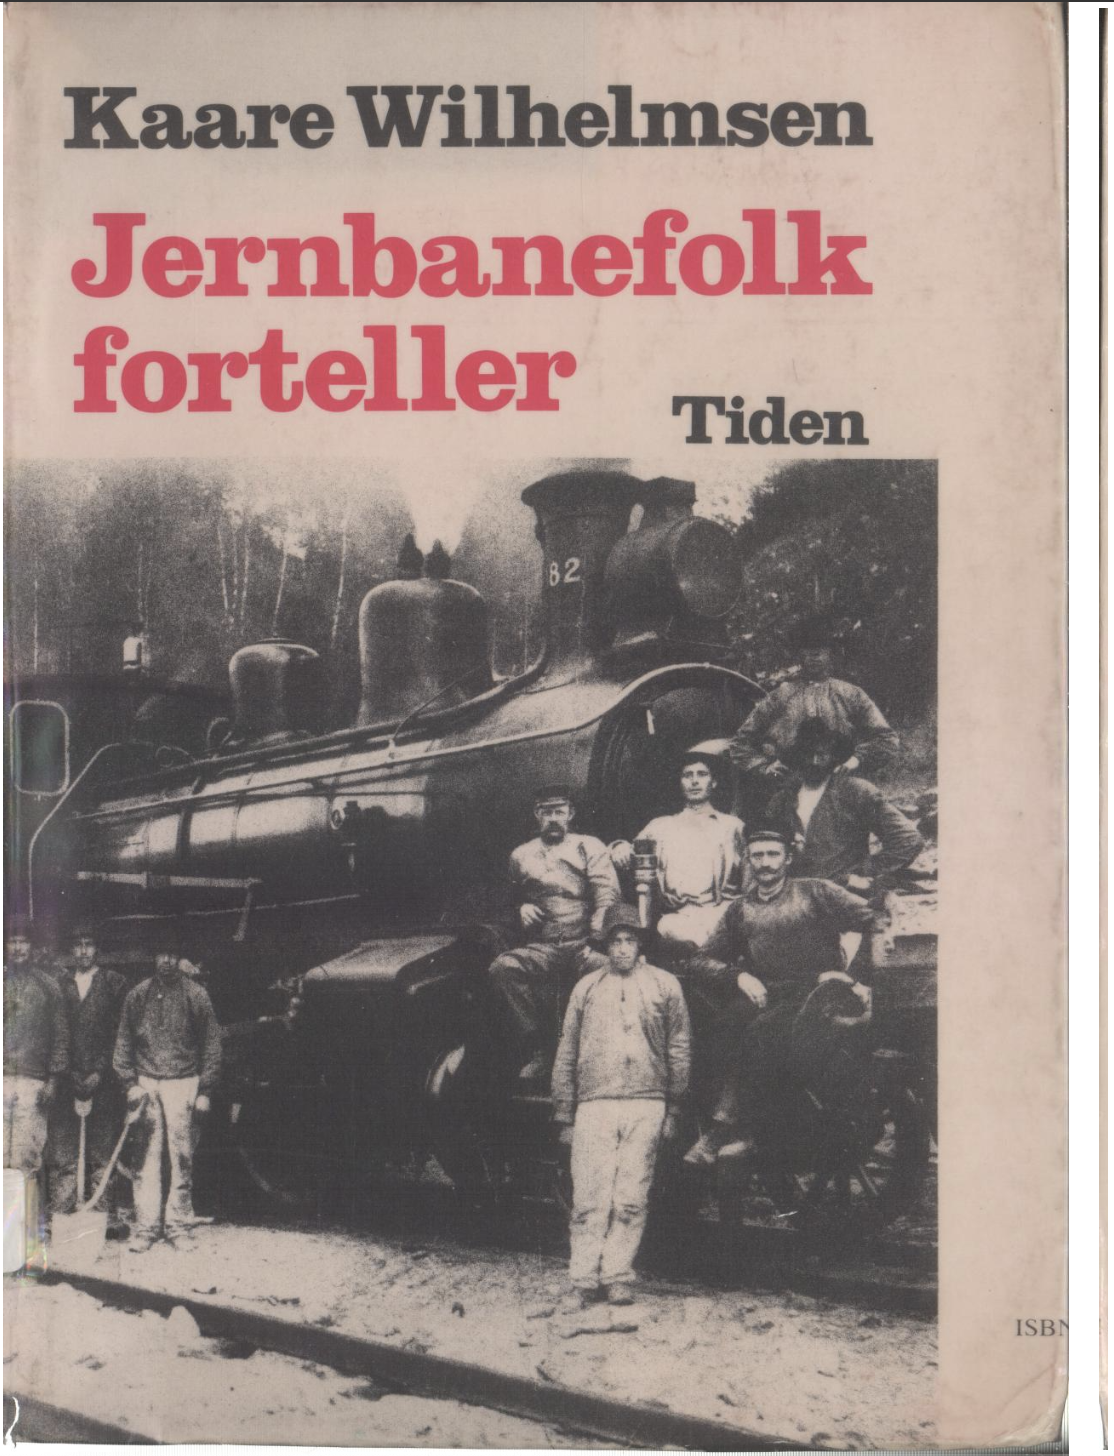 Kaare Wilhelmsen
Jernbanefolk
forteller
Tiden
82
ISBN